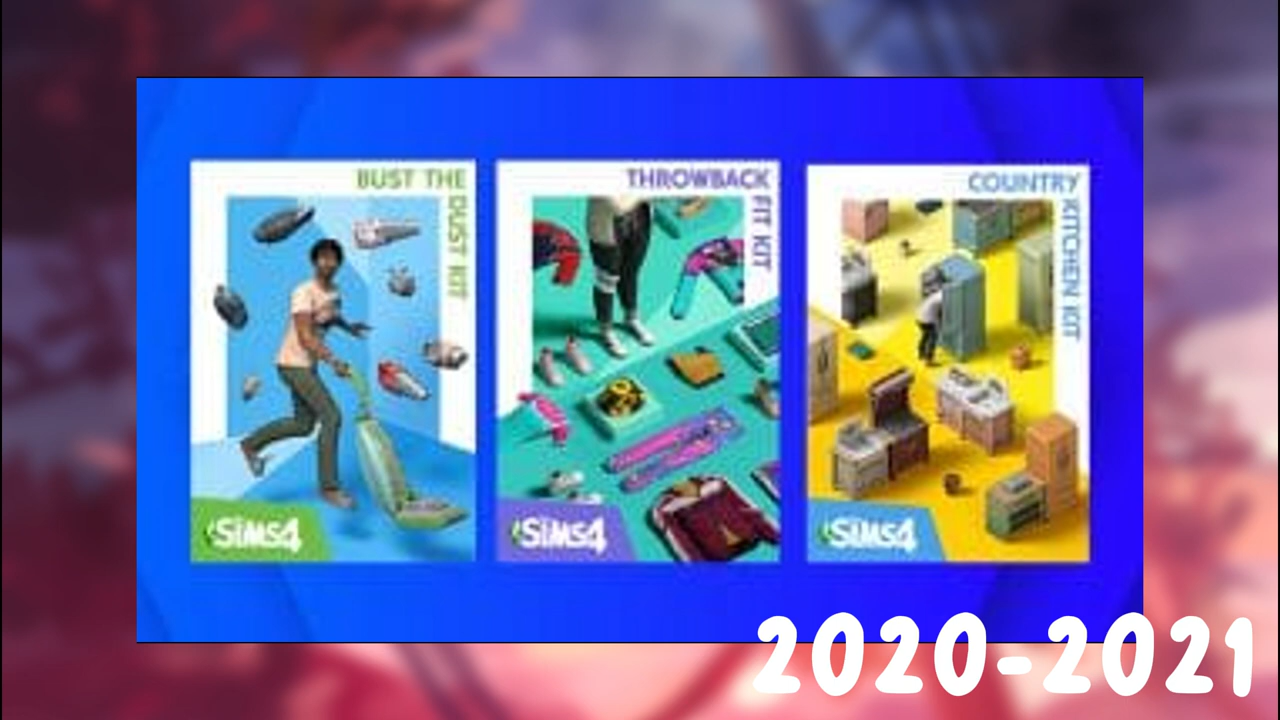 BUST THE
DUST KIT
SiMS4
THROWBACK
FIT KIT
SiMS4
COUNTRY
KITCHEN KIT
SiMS4
2020-2021